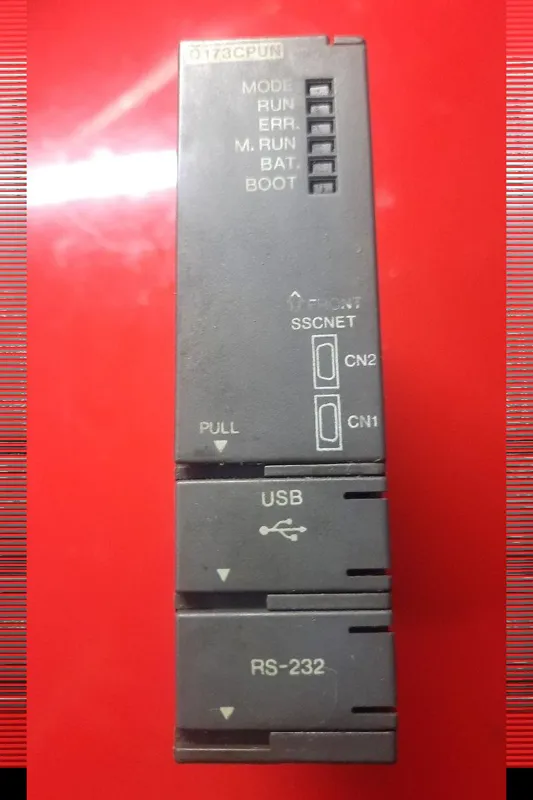 Q173CPUN
MODE
RUN
ERR.
M.RUN
BAT.
BOOT
FRONT
SSCNET
CN2
CN1
PULL
USB
RS-232